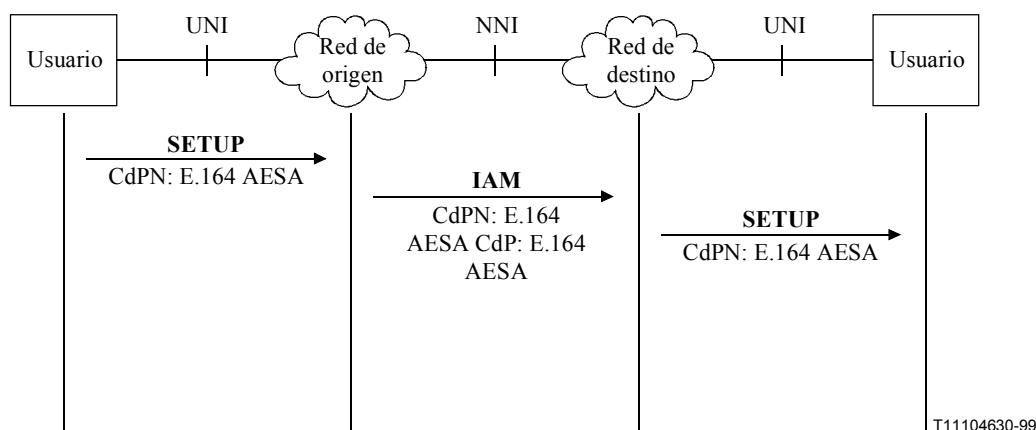 UNI
NNI
UNI
Usuario
Red de
origen
Red de
destino
Usuario
SETUP
CdPN: E.164 AESA
IAM
CdPN: E.164
AESA CdP: E.164
AESA
SETUP
CdPN: E.164 AESA
T11104630-99